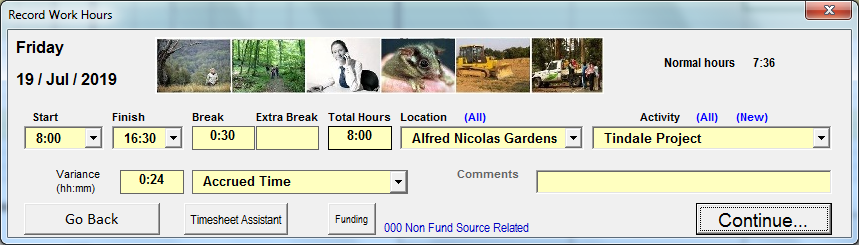 Record Work Hours
Friday
19 / Jul / 2019
Normal hours 7:36
Start Finish Break Extra Break Total Hours Location (All) Activity (All) (New)
8:00 16:30 0:30 8:00 Alfred Nicolas Gardens Tindale Project
Variance (hh:mm) 0:24 Accrued Time Comments
Go Back Timesheet Assistant Funding 000 Non Fund Source Related Continue...